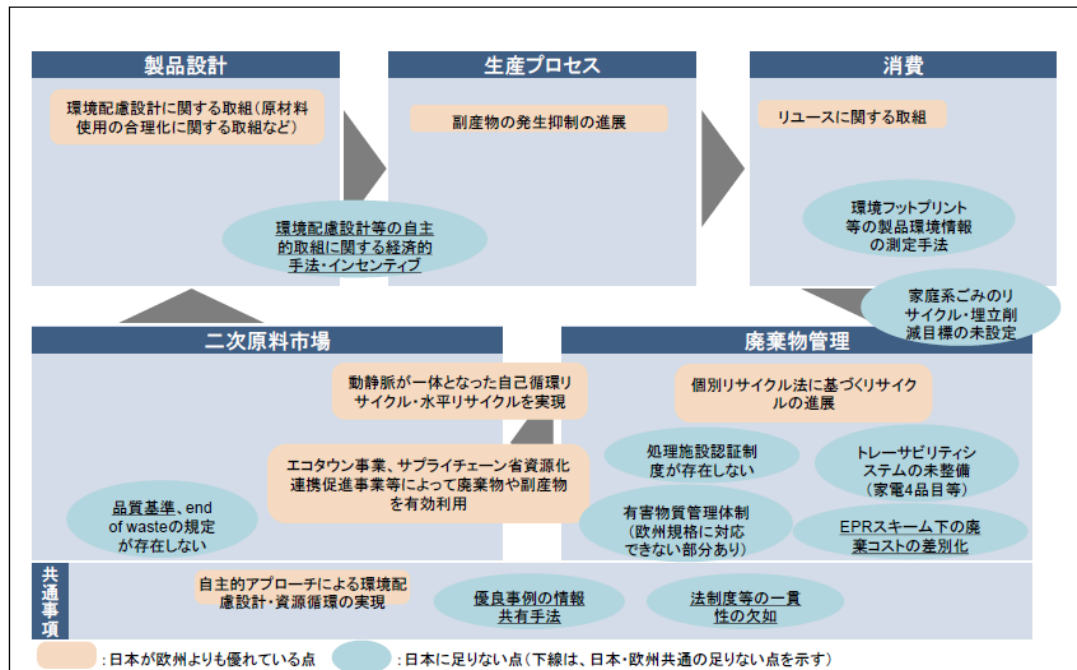 製品設計
環境配慮設計に関する取組(原材料
使用の合理化に関する取組など)
生産プロセス
副産物の発生抑制の進展
消費
リユースに関する取組
環境フットプリント
等の製品環境情報
の測定手法
環境配慮設計等の自主
的取組に関する経済的
手法・インセンティブ
家庭系ごみのリ
サイクル・埋立削
減目標の未設定
二次原料市場
動静脈が一体となった自己循環リ
サイクル・水平リサイクルを実現
エコタウン事業、サプライチェーン省資源化
連携促進事業等によって廃棄物や副産物
を有効利用
品質基準、end
of wasteの規定
が存在しない
廃棄物管理
個別リサイクル法に基づくリサイク
ルの進展
処理施設認証制
度が存在しない
トレーサビリティシ
ステムの未整備
(家電4品目等)
有害物質管理体制
(欧州規格に対応
できない部分あり)
EPRスキーム下の廃
棄コストの差別化
共通事項
自主的アプローチによる環境配
慮設計・資源循環の実現
優良事例の情報
共有手法
法制度等の一貫
性の欠如
:日本が欧州よりも優れている点
:日本に足りない点(下線は、日本・欧州共通の足りない点を示す)